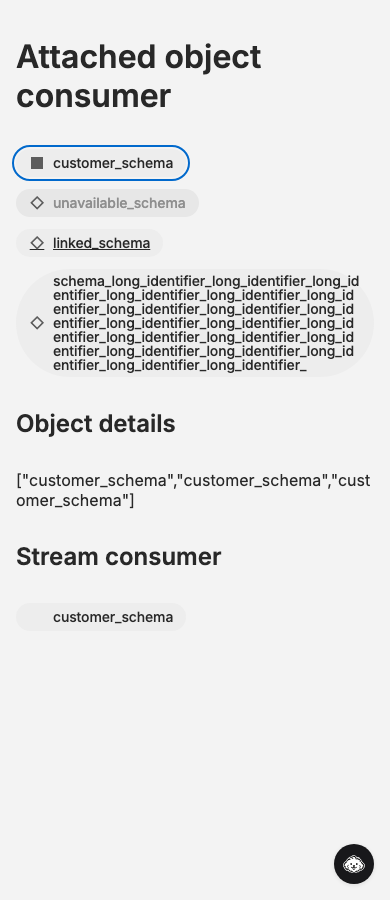 Attached object
consumer
customer_schema
unavailable_schema
linked_schema
schema_long_identifier_long_identifier_long_id
entifier_long_identifier_long_identifier_long_id
entifier_long_identifier_long_identifier_long_id
entifier_long_identifier_long_identifier_long_id
entifier_long_identifier_long_identifier_long_id
entifier_long_identifier_long_identifier_long_id
entifier_long_identifier_long_identifier_
Object details
["customer_schema","customer_schema","cust
omer_schema"]
Stream consumer
customer_schema